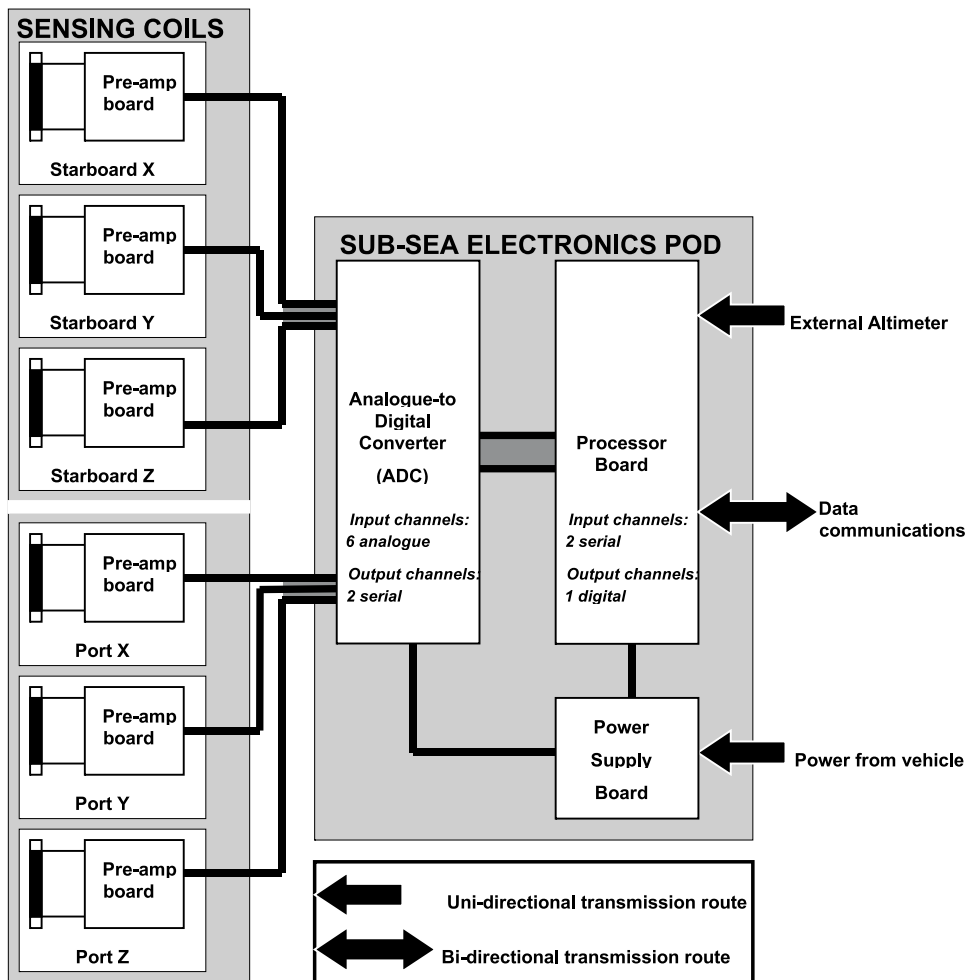 SENSING COILS
Pre-amp
board
Starboard X
Pre-amp
board
Starboard Y
Pre-amp
board
Starboard Z
Pre-amp
board
Port X
Pre-amp
board
Port Y
Pre-amp
board
Port Z
SUB-SEA ELECTRONICS POD
Analogue-to
Digital
Converter
(ADC)
Input channels:
6 analogue
Output channels:
2 serial
Processor
Board
Input channels:
2 serial
Output channels:
1 digital
Power
Supply
Board
External Altimeter
Data
communications
Power from vehicle
Uni-directional transmission route
Bi-directional transmission route